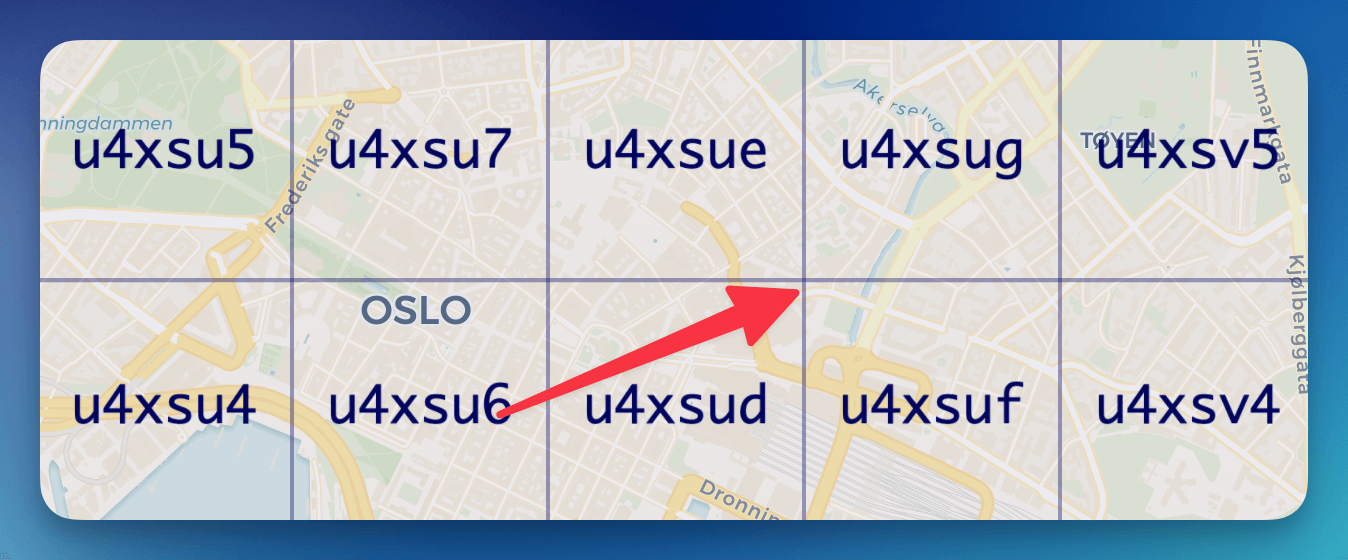 Akerselva
Finnmarkgata
nningdammen
TØYEN
u4xsu5
u4xsu7
u4xsue
u4xsug
u4xsv5
Frederiks gate
Kjølberggata
OSLO
u4xsu4
u4xsu6
u4xsud
u4xsuf
u4xsv4
Dronnin